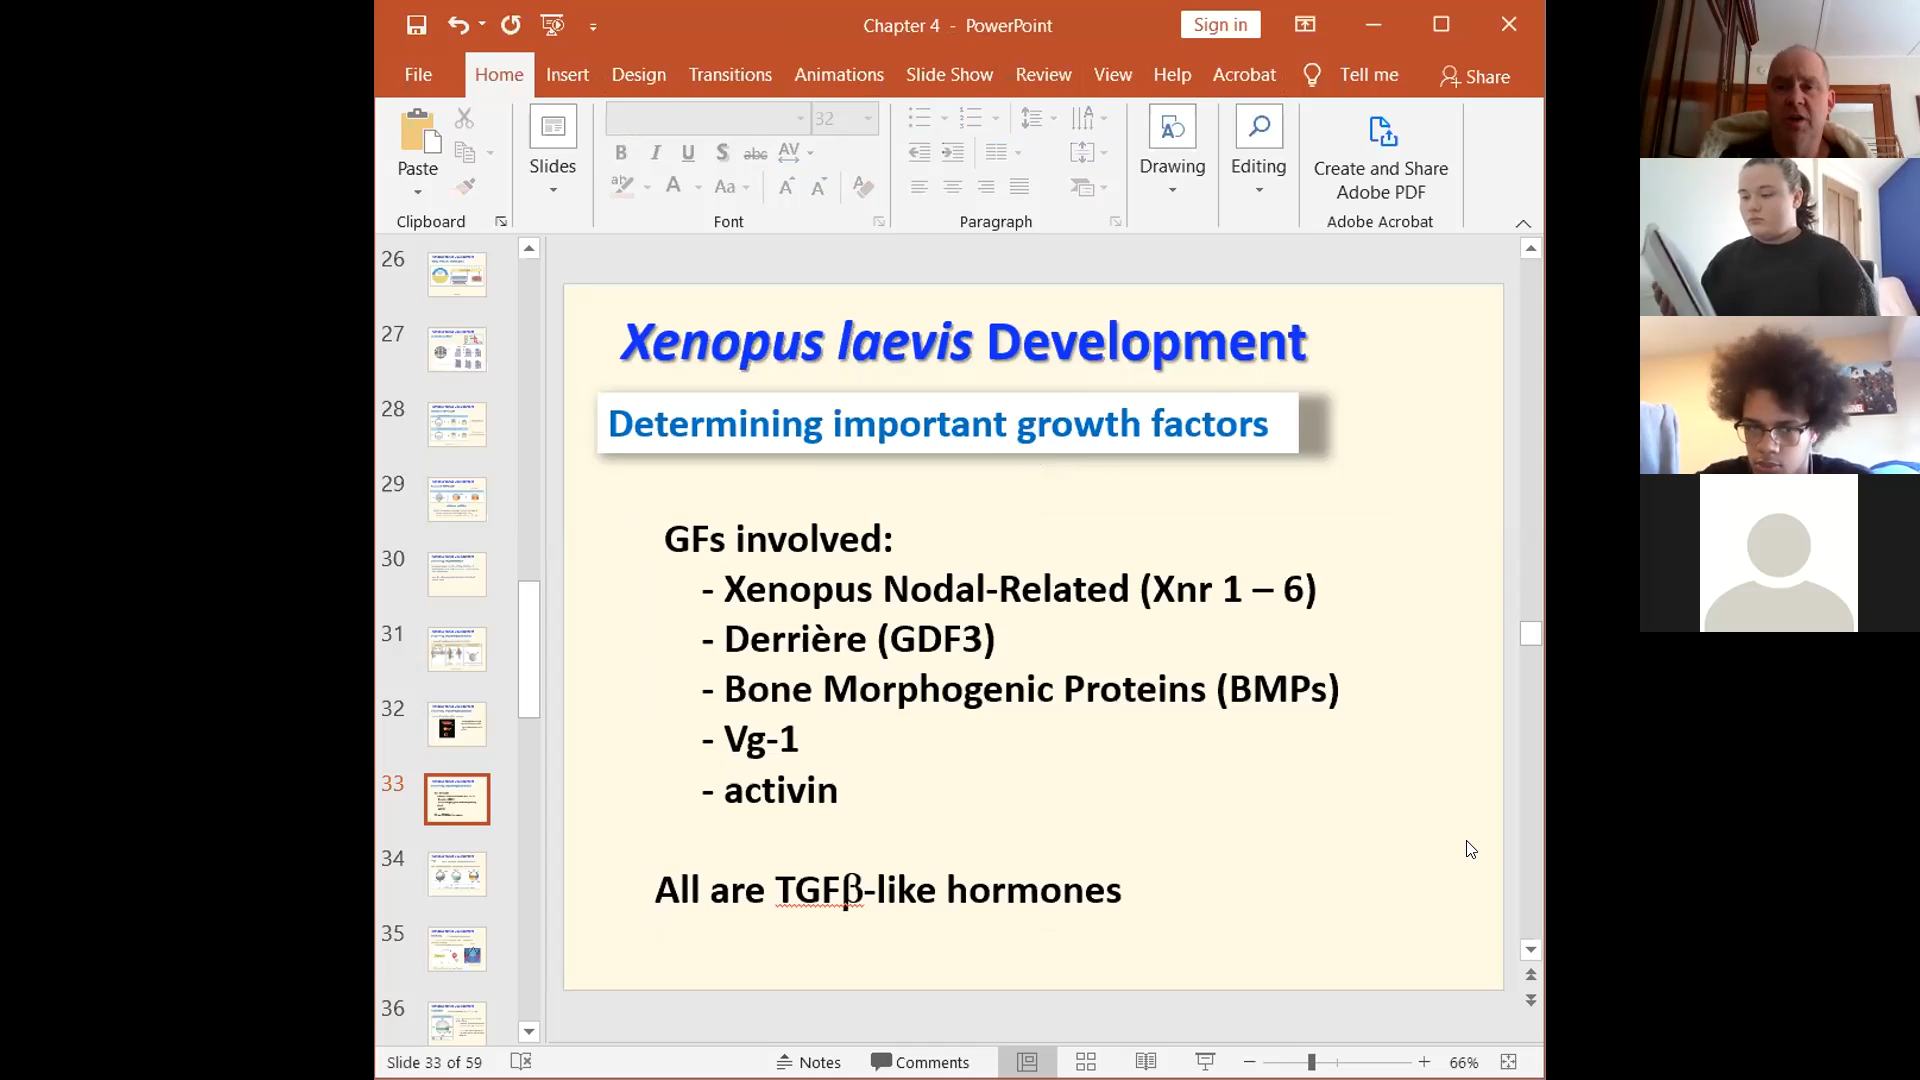 Chapter 4 - PowerPoint
Sign in
File Home Insert Design Transitions Animations Slide Show Review View Help Acrobat Tell me Share
32
Paste
Slides
Drawing
Editing
Create and Share
Adobe PDF
B I U S abc AV
Aa
Clipboard
Font
Paragraph
Adobe Acrobat
26
27
28
29
30
31
32
33
34
35
36
Xenopus laevis Development
Determining important growth factors
GFs involved:
- Xenopus Nodal-Related (Xnr 1 – 6)
- Derrière (GDF3)
- Bone Morphogenic Proteins (BMPs)
- Vg-1
- activin
All are TGFβ-like hormones
MARVEL
Slide 33 of 59
Notes
Comments
66%